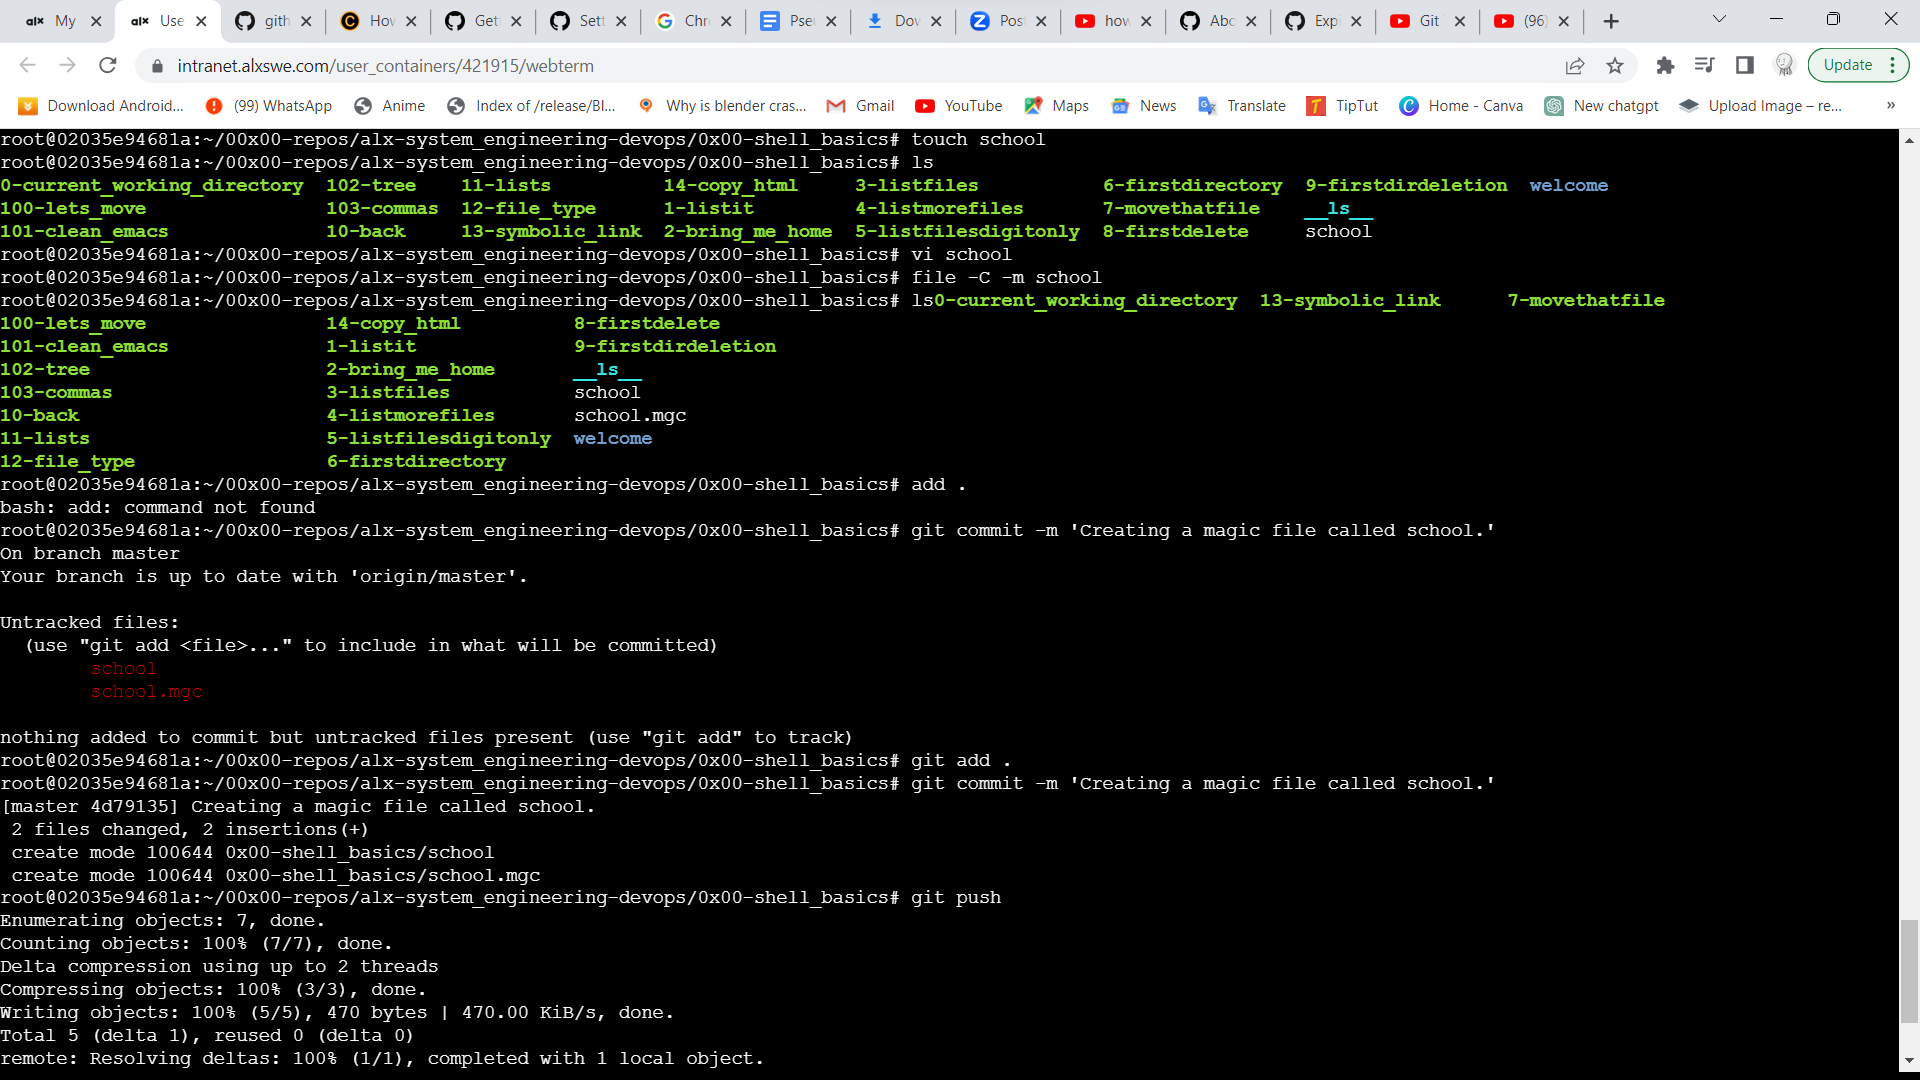 My
Use
gith
How
Gett
Sett
Chr
Pse
Dov
Pos
how
Abo
Exp
Git
(96)
intranet.alxswe.com/user_containers/421915/webterm
Update
Download Android...
(99) WhatsApp
Anime
Index of /release/Bl...
Why is blender cras...
Gmail
YouTube
Maps
News
Translate
TipTut
Home - Canva
New chatgpt
Upload Image – re...
»
root@02035e94681a:~/00x00-repos/alx-system_engineering-devops/0x00-shell_basics# touch school
root@02035e94681a:~/00x00-repos/alx-system_engineering-devops/0x00-shell_basics# ls
0-current_working_directory  102-tree    11-lists          14-copy_html       3-listfiles           6-firstdirectory  9-firstdirdeletion  welcome
100-lets_move                103-commas  12-file_type      1-listit           4-listmorefiles       7-movethatfile    __ls__
101-clean_emacs              10-back     13-symbolic_link  2-bring_me_home    5-listfilesdigitonly  8-firstdelete     school
root@02035e94681a:~/00x00-repos/alx-system_engineering-devops/0x00-shell_basics# vi school
root@02035e94681a:~/00x00-repos/alx-system_engineering-devops/0x00-shell_basics# file -C -m school
root@02035e94681a:~/00x00-repos/alx-system_engineering-devops/0x00-shell_basics# ls0-current_working_directory  13-symbolic_link      7-movethatfile
100-lets_move                14-copy_html          8-firstdelete
101-clean_emacs              1-listit              9-firstdirdeletion
102-tree                     2-bring_me_home       __ls__
103-commas                   3-listfiles           school
10-back                      4-listmorefiles       school.mgc
11-lists                     5-listfilesdigitonly  welcome
12-file_type                 6-firstdirectory
root@02035e94681a:~/00x00-repos/alx-system_engineering-devops/0x00-shell_basics# add .
bash: add: command not found
root@02035e94681a:~/00x00-repos/alx-system_engineering-devops/0x00-shell_basics# git commit -m 'Creating a magic file called school.'
On branch master
Your branch is up to date with 'origin/master'.
Untracked files:
  (use "git add <file>..." to include in what will be committed)
        school
        school.mgc
nothing added to commit but untracked files present (use "git add" to track)
root@02035e94681a:~/00x00-repos/alx-system_engineering-devops/0x00-shell_basics# git add .
root@02035e94681a:~/00x00-repos/alx-system_engineering-devops/0x00-shell_basics# git commit -m 'Creating a magic file called school.'
[master 4d79135] Creating a magic file called school.
 2 files changed, 2 insertions(+)
 create mode 100644 0x00-shell_basics/school
 create mode 100644 0x00-shell_basics/school.mgc
root@02035e94681a:~/00x00-repos/alx-system_engineering-devops/0x00-shell_basics# git push
Enumerating objects: 7, done.
Counting objects: 100% (7/7), done.
Delta compression using up to 2 threads
Compressing objects: 100% (3/3), done.
Writing objects: 100% (5/5), 470 bytes | 470.00 KiB/s, done.
Total 5 (delta 1), reused 0 (delta 0)
remote: Resolving deltas: 100% (1/1), completed with 1 local object.